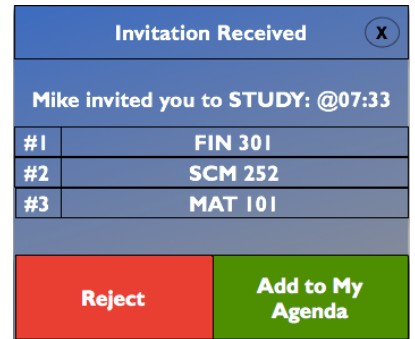 Invitation Received
X
Mike invited you to STUDY: @07:33
#1 FIN 301
#2 SCM 252
#3 MAT 101
Reject
Add to My
Agenda